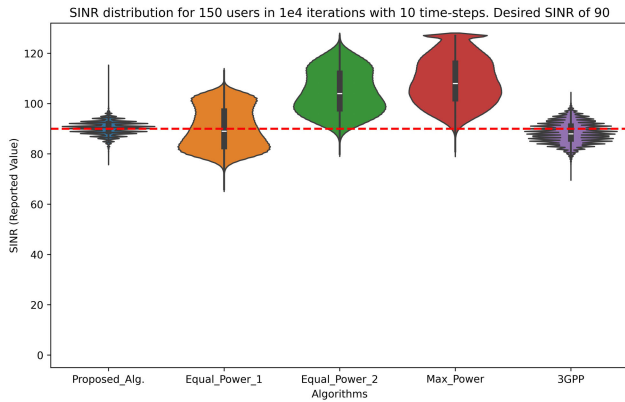 SINR distribution for 150 users in 1e4 iterations with 10 time-steps. Desired SINR of 90
SINR (Reported Value)
120
100
80
60
40
20
0
Proposed_Alg. Equal_Power_1 Equal_Power_2 Max_Power 3GPP
Algorithms